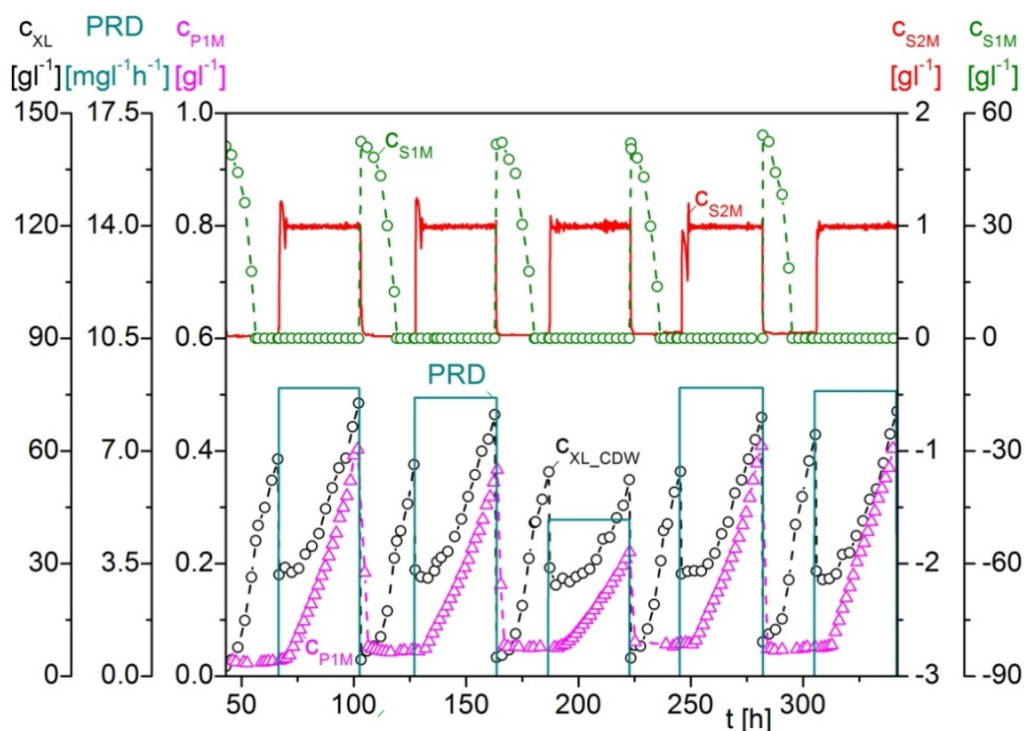 cXL PRD cP1M cS2M cS1M
[gl⁻¹] [mgl⁻¹h⁻¹] [gl⁻¹] [gl⁻¹] [gl⁻¹]
150 17.5 1.0 2 60
cS1M
cS2M
120 14.0 0.8 1 30
90 10.5 0.6 0 0
PRD
60 7.0 0.4 -1 -30
cXL_CDW
30 3.5 0.2 -2 -60
cP1M
0 0.0 0.0 -3 -90
50 100 150 200 250 300
t [h]